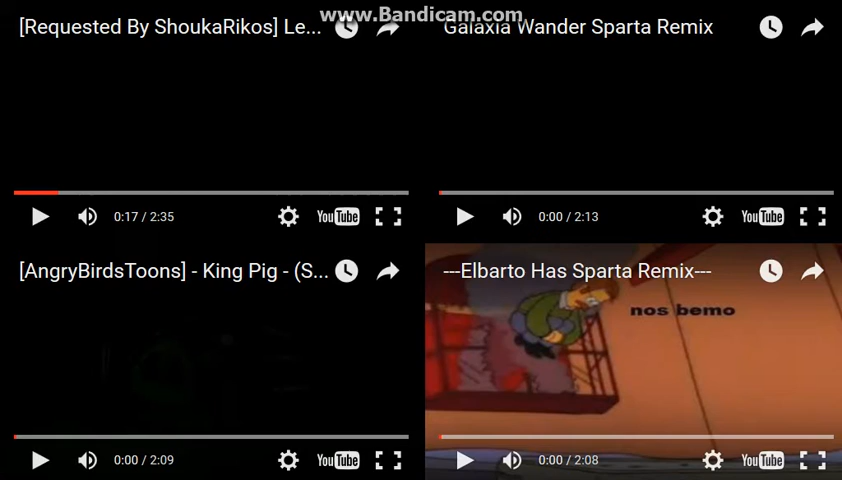 www.Bandicam.com
[Requested By ShoukaRikos] Le...
Galaxia Wander Sparta Remix
0:17 / 2:35
YouTube
0:00 / 2:13
YouTube
[AngryBirdsToons] - King Pig - (S...
---Elbarto Has Sparta Remix---
nos bemo
0:00 / 2:09
YouTube
0:00 / 2:08
YouTube